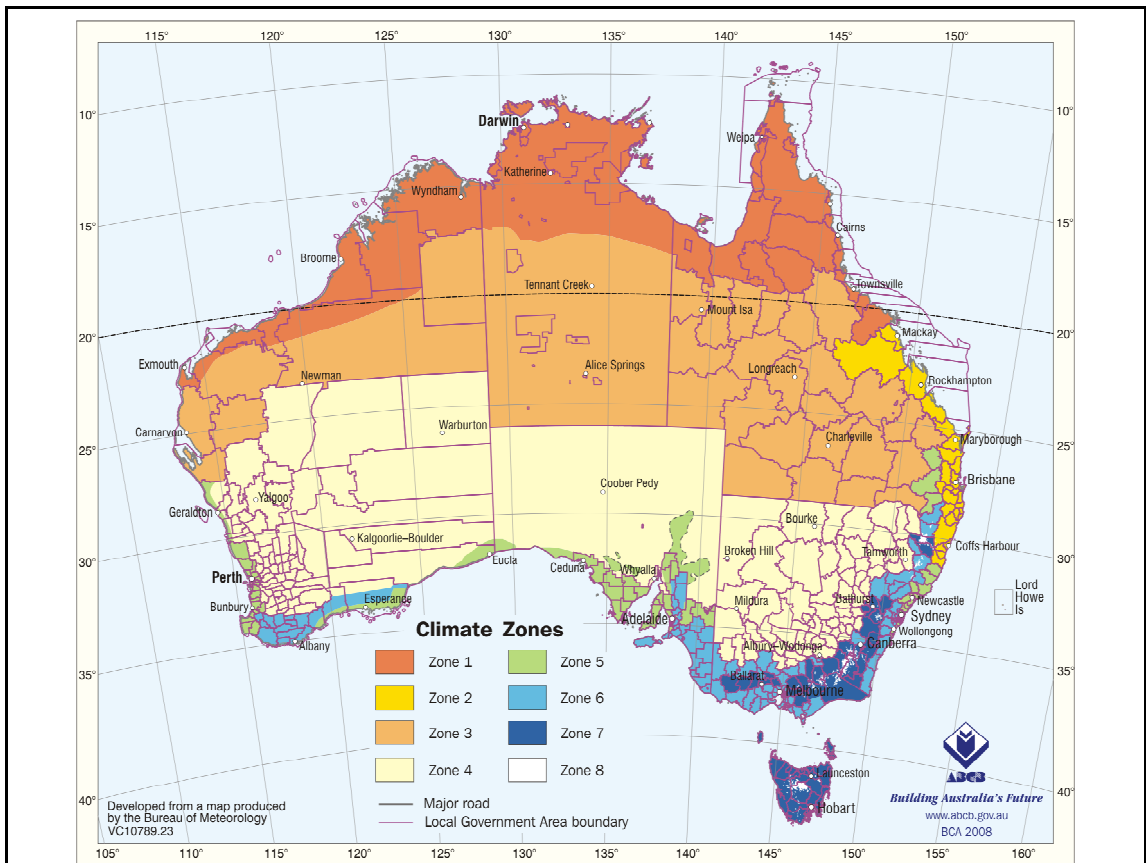 115° 120° 125° 130° 135° 140° 145° 150°
10° 10°
Darwin
Weipa
Katherine
Wyndham
15° 15°
Cairns
Broome
Tennant Creek
Townsville
Mount Isa
Mackay
20° 20°
Exmouth
Newman
Alice Springs
Longreach
Rockhampton
Carnarvon
Warburton
Charleville
Maryborough
25° 25°
Coober Pedy
Brisbane
Yalgoo
Geraldton
Bourke
Kalgoorlie–Boulder
Tamworth
Coffs Harbour
Eucla
Broken Hill
30° 30°
Ceduna
Whyalla
Perth
Lord
Howe
Is
Esperance
Mildura
Bathurst
Newcastle
Bunbury
Adelaide
Sydney
Wollongong
Albany
Canberra
Albury–Wodonga
35° 35°
Ballarat
Melbourne
Climate Zones
Zone 1 Zone 5
Zone 2 Zone 6
Zone 3 Zone 7
Zone 4 Zone 8
Launceston
Hobart
40° 40°
Major road
Local Government Area boundary
Developed from a map produced
by the Bureau of Meteorology
VC10789.23
ABCB
Building Australia's Future
www.abcb.gov.au
BCA 2008
105° 110° 115° 120° 125° 130° 135° 140° 145° 150° 155° 160°